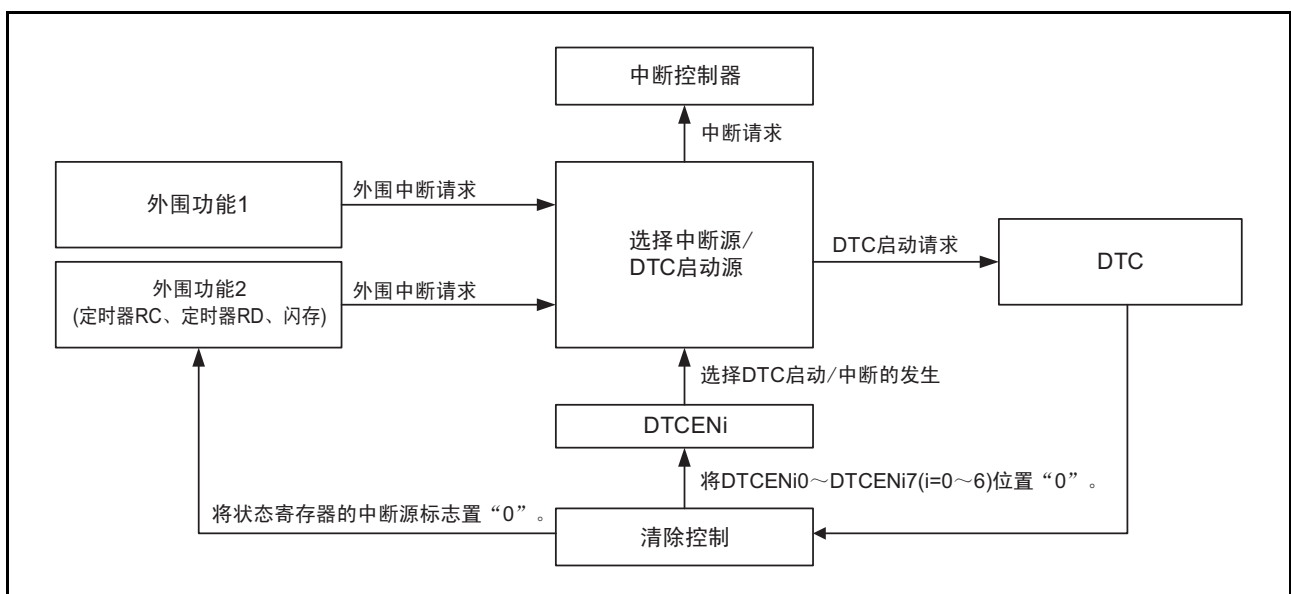 中断控制器
中断请求
外围功能1
外围中断请求
选择中断源/
DTC启动源
DTC启动请求
DTC
外围功能2
(定时器RC、定时器RD、闪存)
外围中断请求
选择DTC启动/中断的发生
DTCENi
将DTCENi0～DTCENi7(i=0～6)位置“0”。
将状态寄存器的中断源标志置“0”。
清除控制